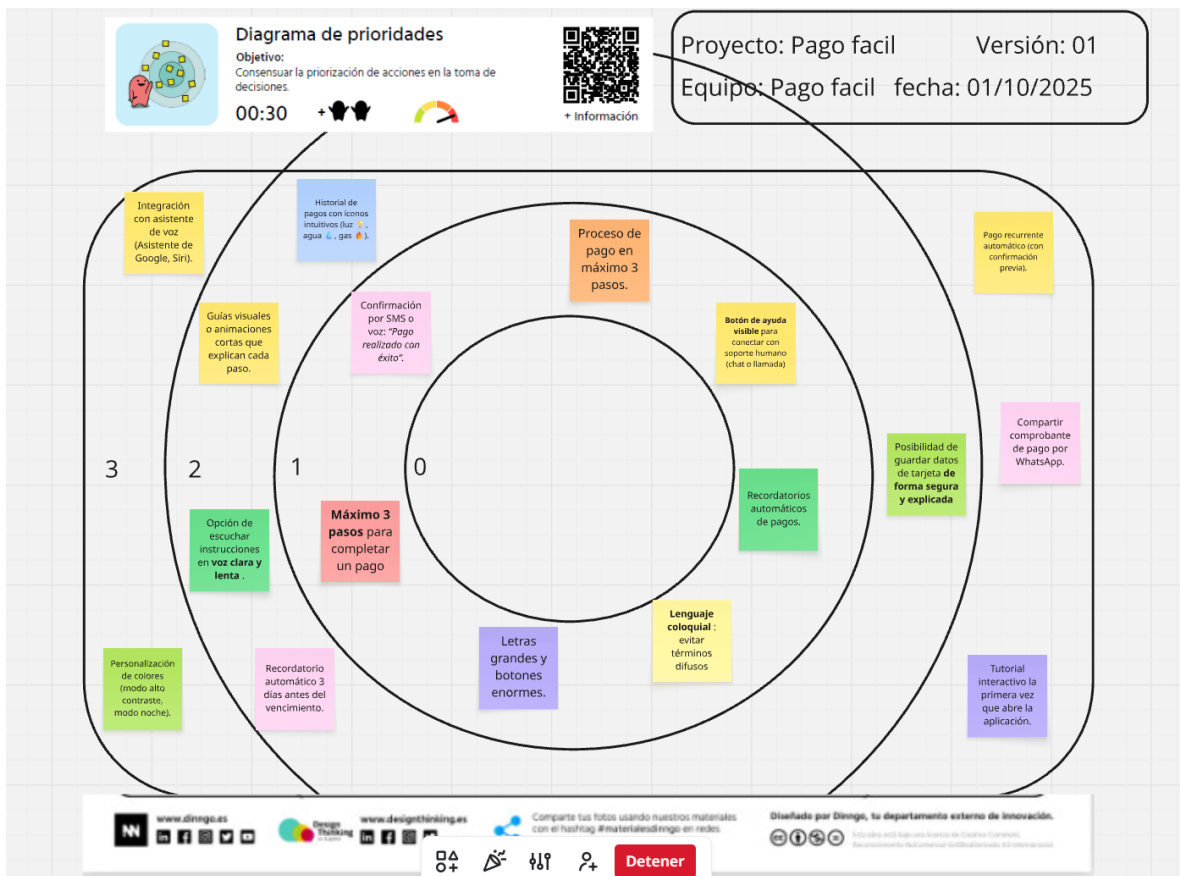 Diagrama de prioridades
Objetivo:
Consensuar la priorización de acciones en la toma de
decisiones.
00:30
+
+ Información
Proyecto: Pago facil Versión: 01
Equipo: Pago facil fecha: 01/10/2025
Integración
con asistente
de voz
(Asistente de
Google, Siri).
Historial de
pagos con íconos
intuitivos (luz 💡,
agua 💧, gas 🔥).
Proceso de
pago en
máximo 3
pasos.
Pago recurrente
automático (con
confirmación
previa).
Guías visuales
o animaciones
cortas que
explican cada
paso.
Confirmación
por SMS o
voz: "Pago
realizado con
éxito".
Botón de ayuda
visible para
conectar con
soporte humano
(chat o llamada)
Compartir
comprobante
de pago por
WhatsApp.
Posibilidad de
guardar datos
de tarjeta de
forma segura
y explicada
3
2
1
0
Recordatorios
automáticos
de pagos.
Opción de
escuchar
instrucciones
en voz clara y
lenta .
Máximo 3
pasos para
completar
un pago
Lenguaje
coloquial :
evitar
términos
difusos
Letras
grandes y
botones
enormes.
Personalización
de colores
(modo alto
contraste,
modo noche).
Recordatorio
automático 3
días antes del
vencimiento.
Tutorial
interactivo la
primera vez
que abre la
aplicación.
www.dinngo.es
Design
Thinking
www.designthinking.es
Comparte tus fotos usando nuestros materiales
con el hashtag #materialesdinngo en redes
Diseñado por Dinngo, tu departamento externo de innovación.
Detener